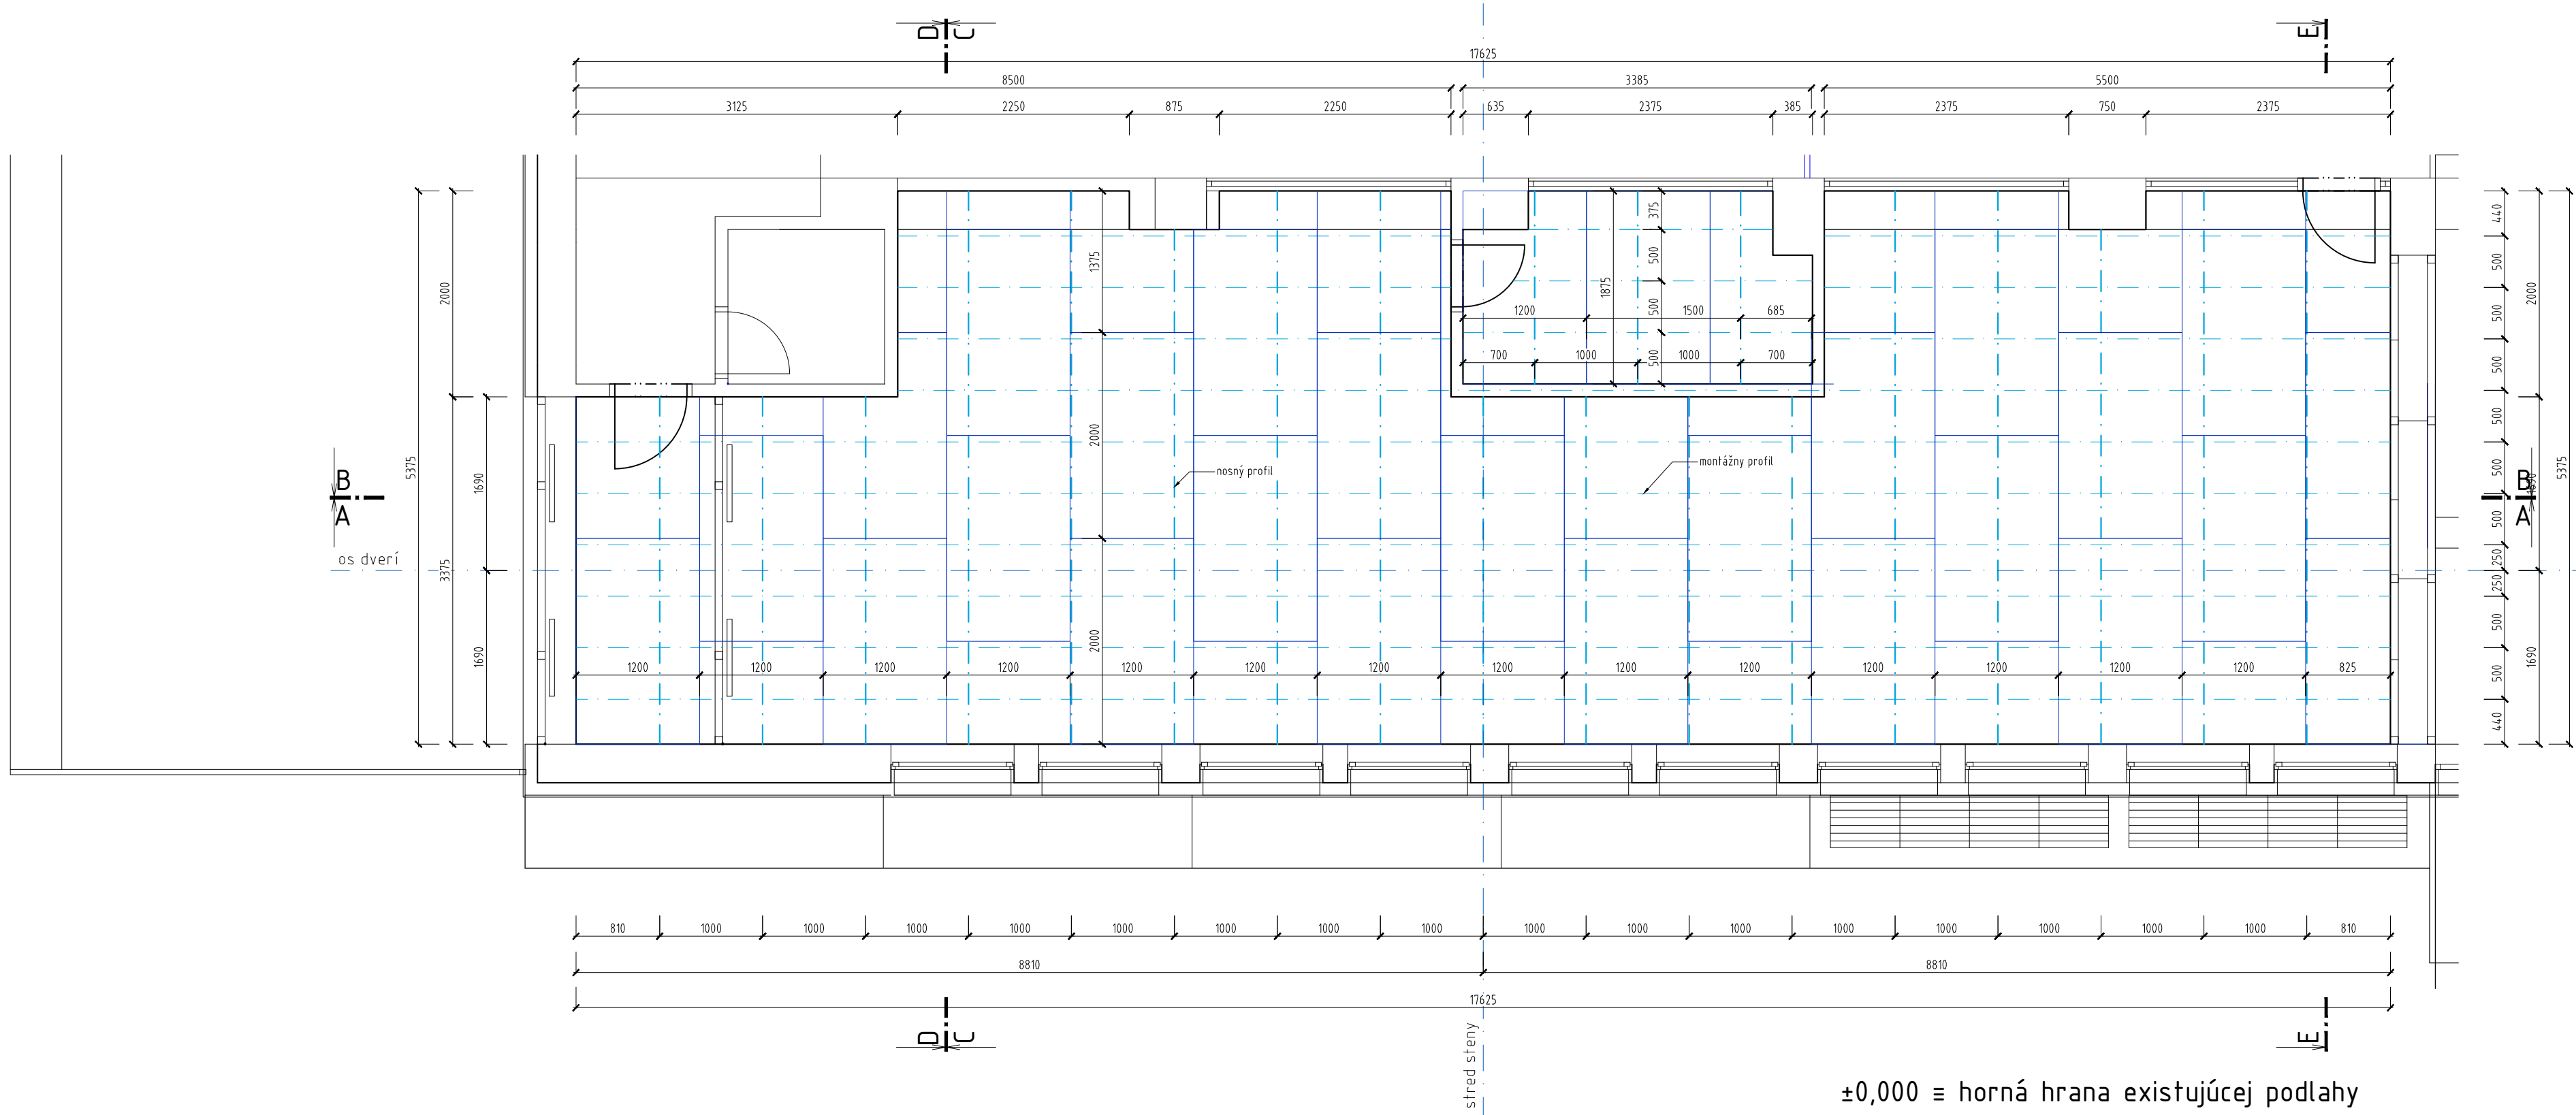 D C E
17625
8500 3385 5500
3125 2250 875 2250 635 2375 385 2375 750 2375
5375 2000 3375 1690 1690
1375 2000 2000
375 500 500 500 1875
1200 1500 685
700 1000 1000 700
440 500 500 500 500 500 500 250 250 500 500 440
2000 1690 1690 5375
B A
B A
nosný profil
montážny profil
os dverí
1200 1200 1200 1200 1200 1200 1200 1200 1200 1200 1200 1200 1200 1200 825
810 1000 1000 1000 1000 1000 1000 1000 1000 1000 1000 1000 1000 1000 1000 1000 1000 810
8810 8810
17625
D C E
stred steny
±0,000 ≡ horná hrana existujúcej podlahy